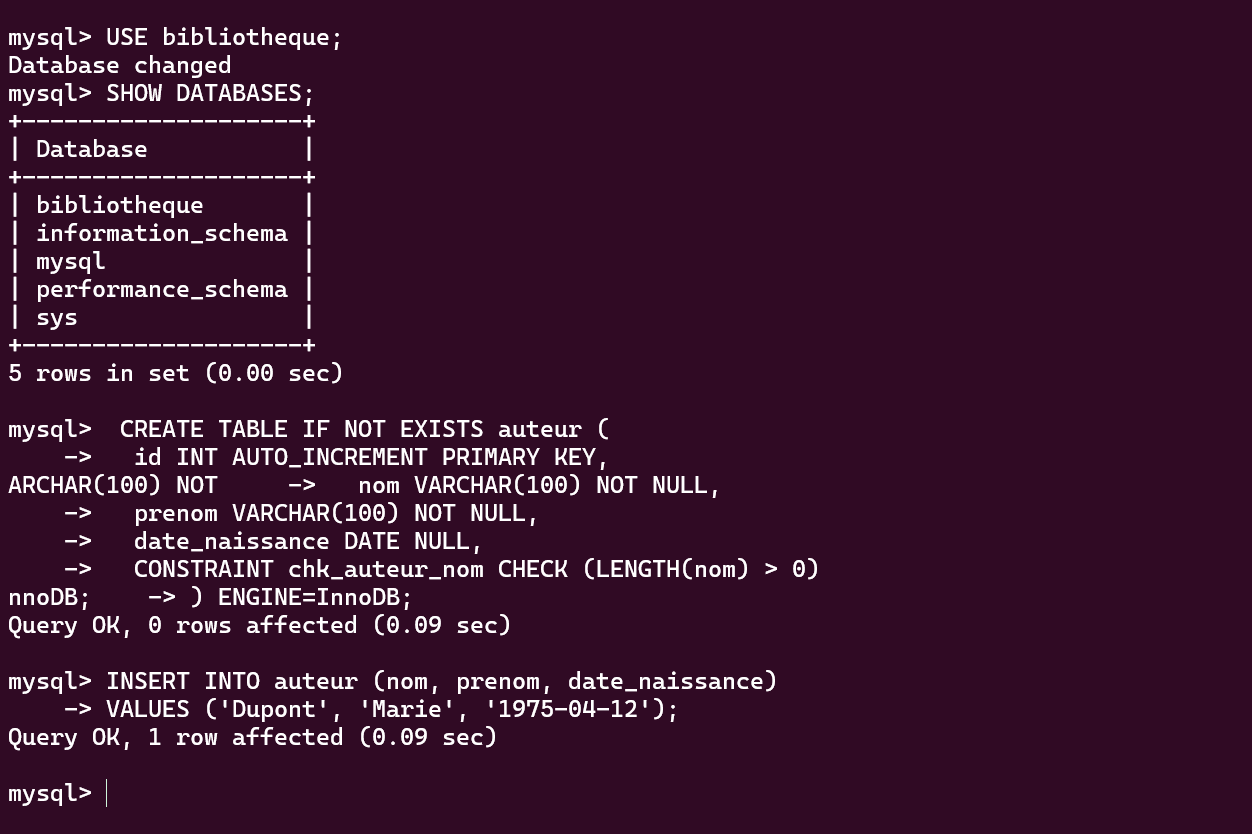 mysql> USE bibliotheque;
Database changed
mysql> SHOW DATABASES;
+--------------------+
| Database           |
+--------------------+
| bibliotheque       |
| information_schema |
| mysql              |
| performance_schema |
| sys                |
+--------------------+
5 rows in set (0.00 sec)

mysql>  CREATE TABLE IF NOT EXISTS auteur (
    ->   id INT AUTO_INCREMENT PRIMARY KEY,
ARCHAR(100) NOT     ->   nom VARCHAR(100) NOT NULL,
    ->   prenom VARCHAR(100) NOT NULL,
    ->   date_naissance DATE NULL,
    ->   CONSTRAINT chk_auteur_nom CHECK (LENGTH(nom) > 0)
nnoDB;    -> ) ENGINE=InnoDB;
Query OK, 0 rows affected (0.09 sec)

mysql> INSERT INTO auteur (nom, prenom, date_naissance)
    -> VALUES ('Dupont', 'Marie', '1975-04-12');
Query OK, 1 row affected (0.09 sec)

mysql>